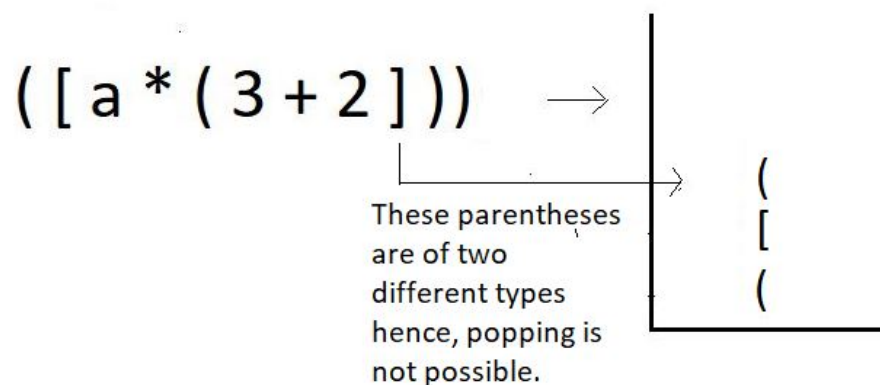 ( [ a * ( 3 + 2 ] ) )
(
[
(
These parentheses
are of two
different types
hence, popping is
not possible.